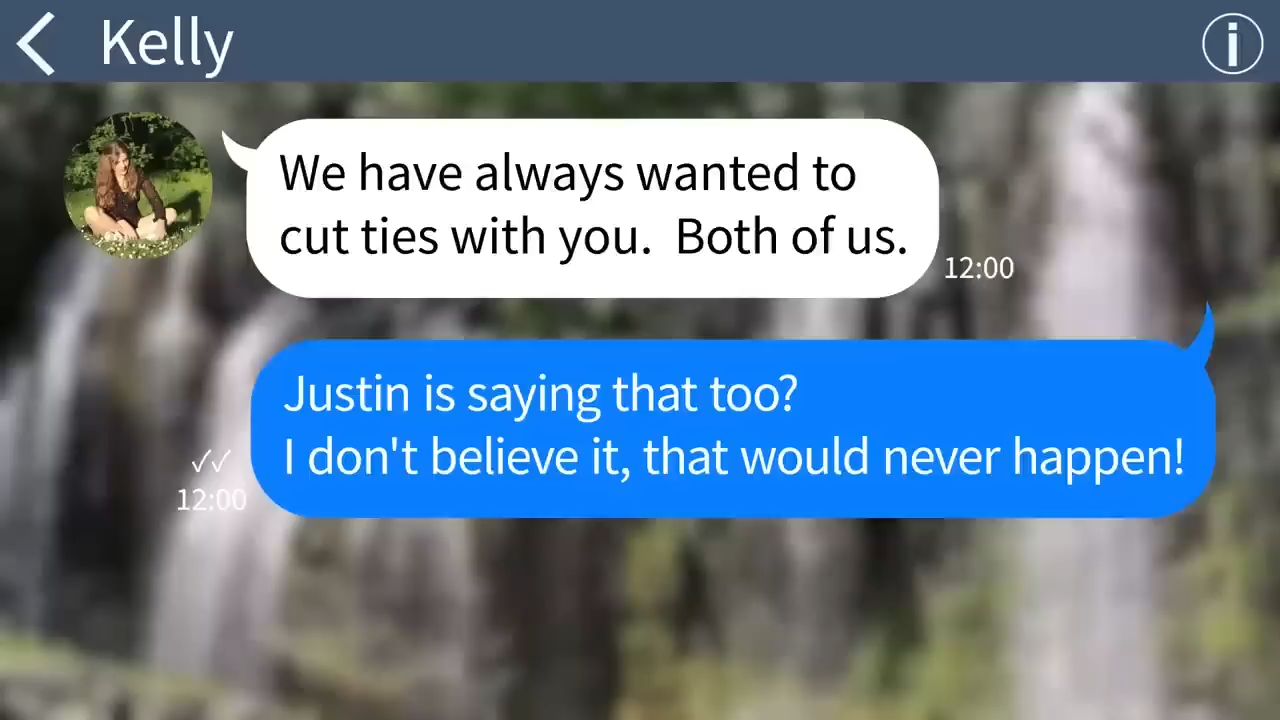 Kelly
We have always wanted to
cut ties with you.  Both of us.
12:00
Justin is saying that too?
I don't believe it, that would never happen!
✓✓
12:00